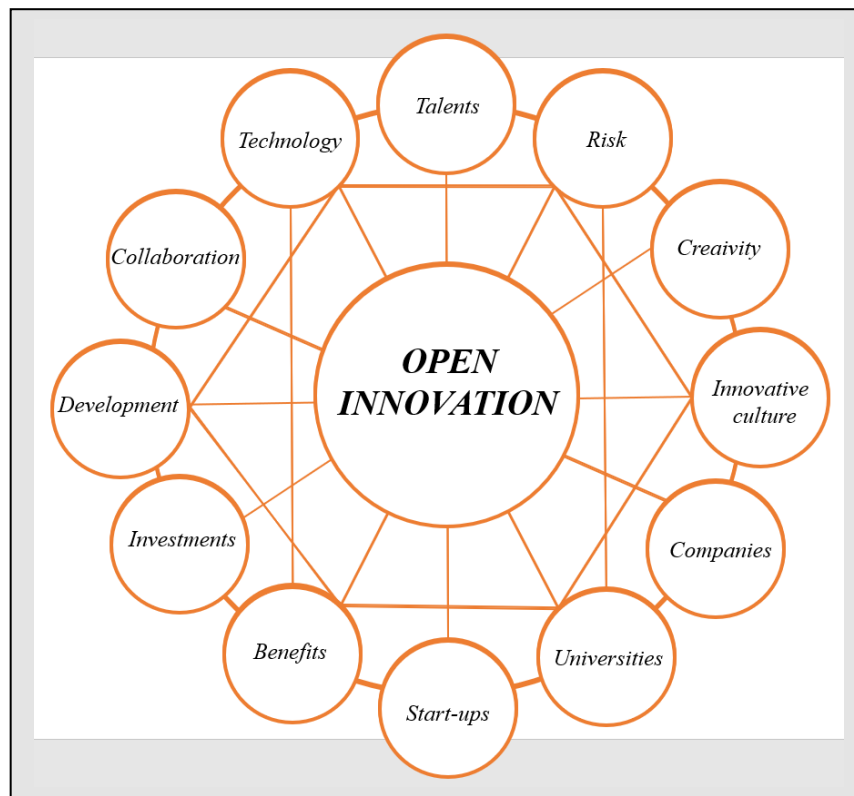 Talents
Technology
Risk
Collaboration
Creaivity
OPEN
INNOVATION
Development
Innovative
culture
Investments
Companies
Benefits
Universities
Start-ups